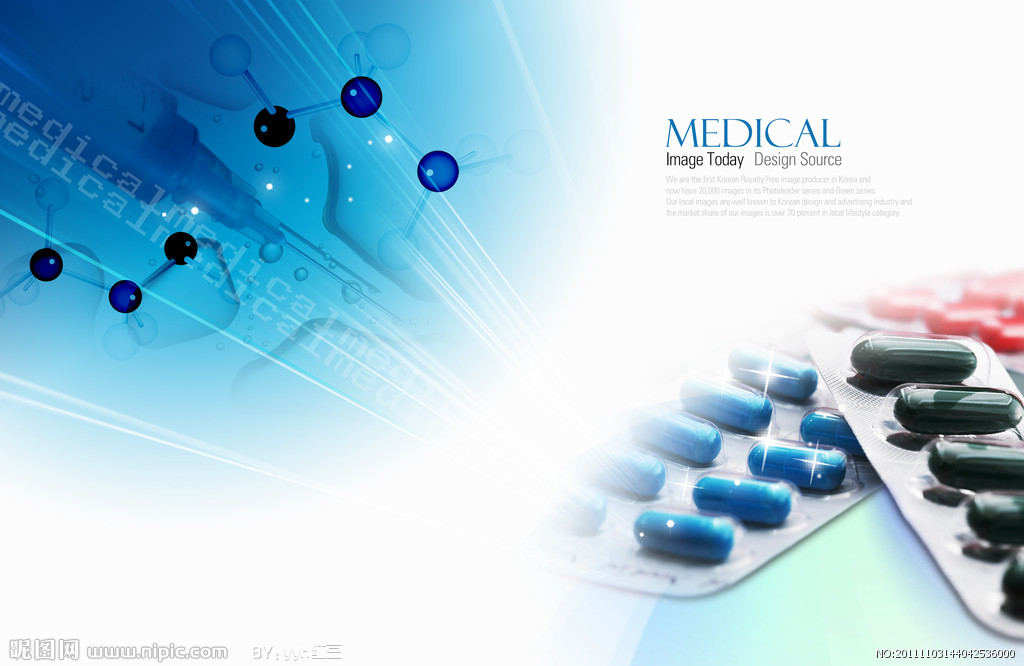 medicalmedicalmedical
medicalmedicalmedical
MEDICAL
Image Today Design Source
We are the first Korean Royalty Free image producer in Korea and
now have 20,000 images in its Photoleader series and Green series.
Our local images are well known to Korean design and advertising industry and
the market share of our images is over 70 percent in local lifestyle category.
昵图网 www.nipic.com BY:
NO:20111103144042536000